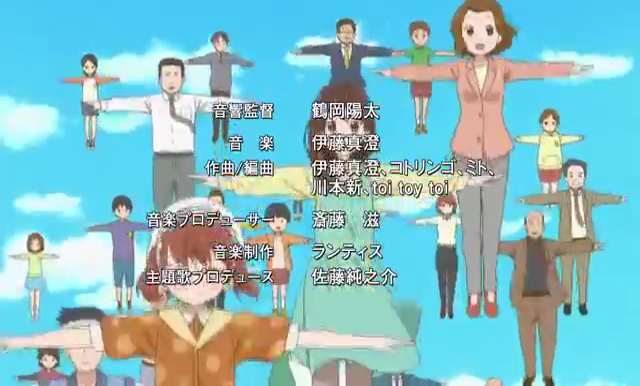 音響監督 鶴岡陽太
音 楽 伊藤真澄
作曲/編曲 伊藤真澄、コトリンゴ、ミト、
川本新、toi toy toi
音楽プロデューサー 斎藤 滋
音楽制作 ランティス
主題歌プロデュース 佐藤純之介